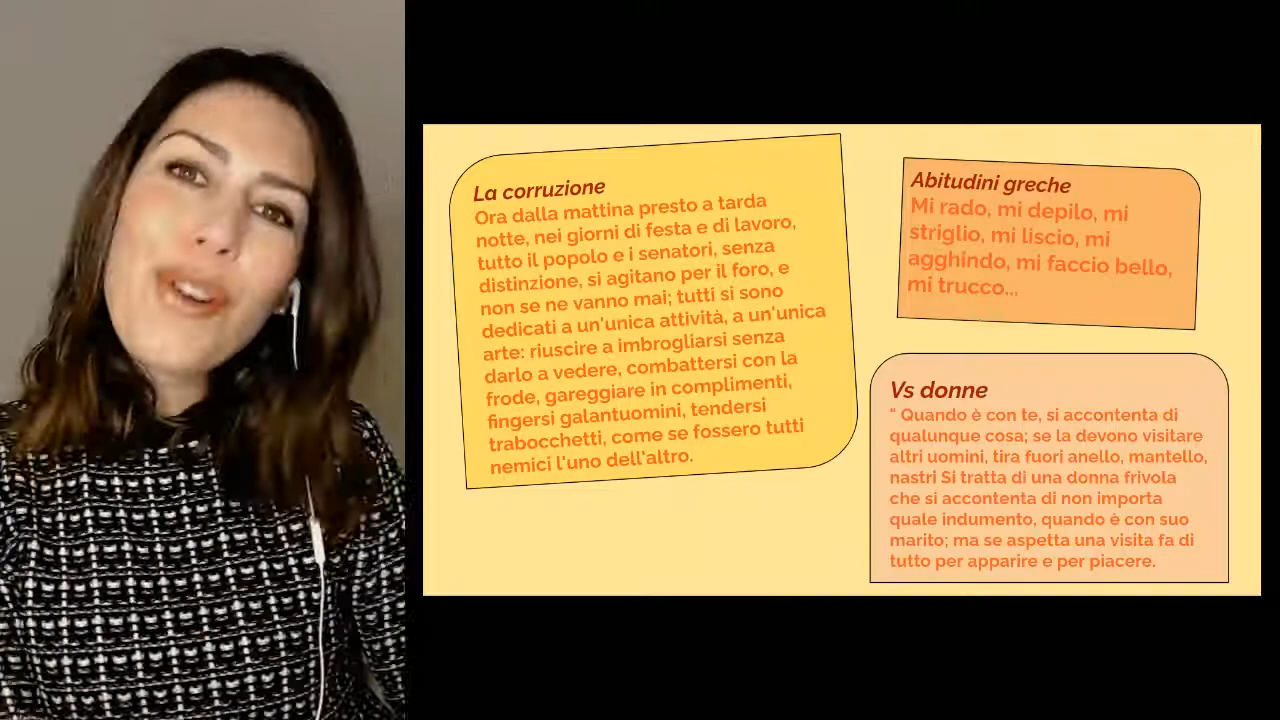 La corruzione
Ora dalla mattina presto a tarda
notte, nei giorni di festa e di lavoro,
tutto il popolo e i senatori, senza
distinzione, si agitano per il foro, e
non se ne vanno mai; tutti si sono
dedicati a un'unica attività, a un'unica
arte: riuscire a imbrogliarsi senza
darlo a vedere, combattersi con la
frode, gareggiare in complimenti,
fingersi galantuomini, tendersi
trabocchetti, come se fossero tutti
nemici l'uno dell'altro.
Abitudini greche
Mi rado, mi depilo, mi
striglio, mi liscio, mi
agghindo, mi faccio bello,
mi trucco...
Vs donne
" Quando è con te, si accontenta di
qualunque cosa; se la devono visitare
altri uomini, tira fuori anello, mantello,
nastri Si tratta di una donna frivola
che si accontenta di non importa
quale indumento, quando è con suo
marito; ma se aspetta una visita fa di
tutto per apparire e per piacere.